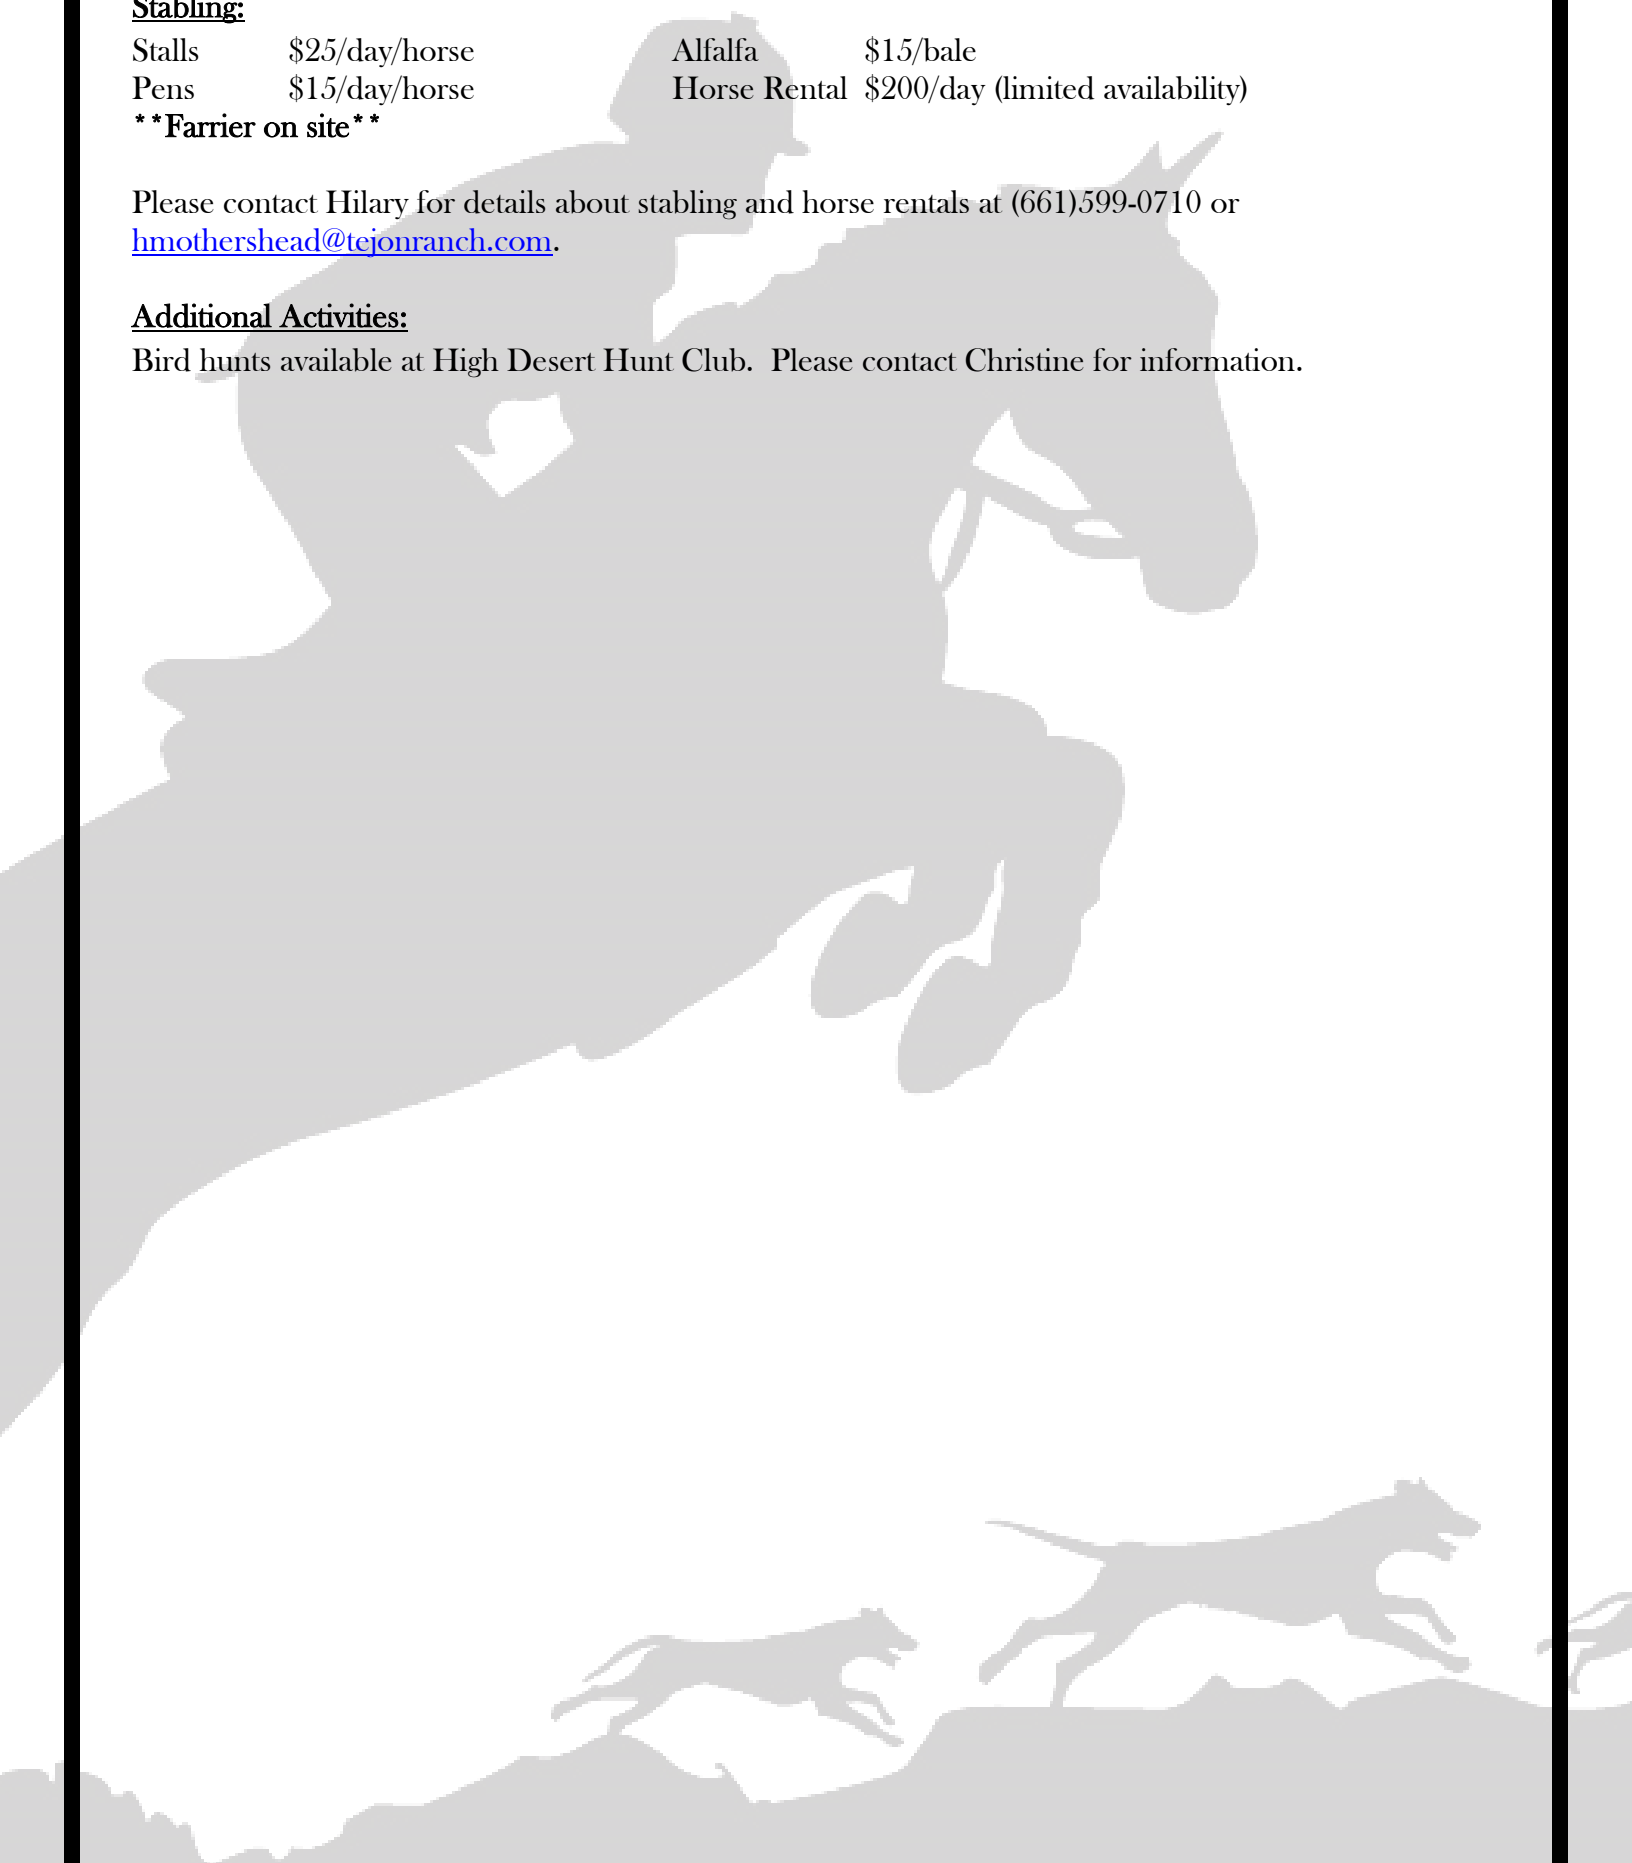 Stabling:
Stalls $25/day/horse Alfalfa $15/bale
Pens $15/day/horse Horse Rental $200/day (limited availability)
**Farrier on site**
Please contact Hilary for details about stabling and horse rentals at (661)599-0710 or
hmothershead@tejonranch.com.
Additional Activities:
Bird hunts available at High Desert Hunt Club.  Please contact Christine for information.